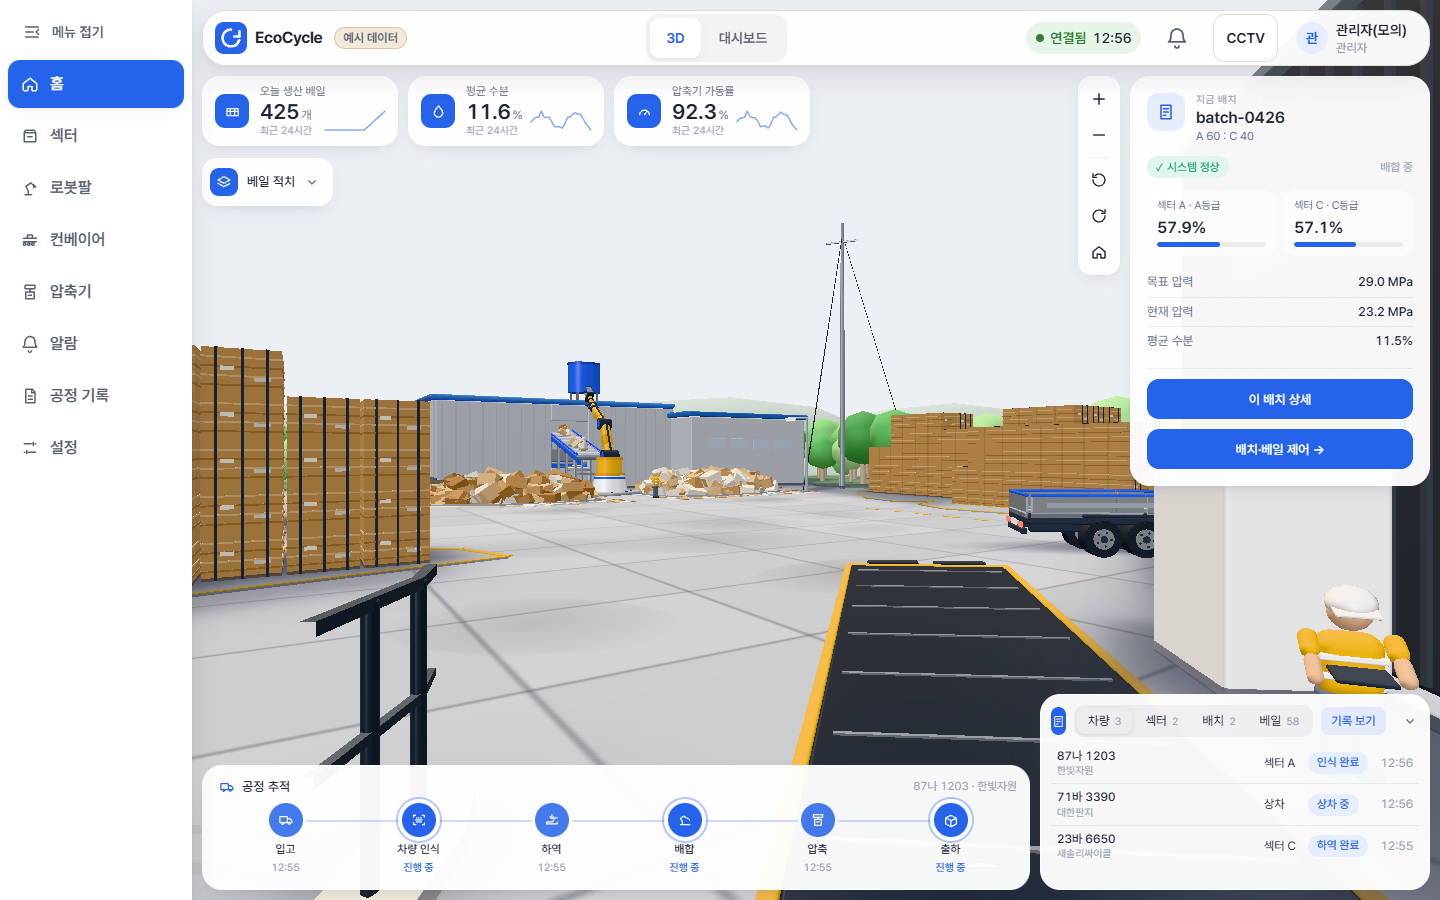 메뉴 접기
홈
섹터
로봇팔
컨베이어
압축기
알람
공정 기록
설정
EcoCycle
예시 데이터
3D
대시보드
연결됨 12:56
CCTV
관
관리자(모의)
관리자
오늘 생산 베일
425개
최근 24시간
평균 수분
11.6%
최근 24시간
압축기 가동률
92.3%
최근 24시간
베일 적치
지금 배치
batch-0426
A 60 : C 40
✓ 시스템 정상
배합 중
섹터 A · A등급
57.9%
섹터 C · C등급
57.1%
목표 압력 29.0 MPa
현재 압력 23.2 MPa
평균 수분 11.5%
이 배치 상세
배치·베일 제어 →
공정 추적
87나 1203 · 한빛자원
입고
12:55
차량 인식
진행 중
하역
12:55
배합
진행 중
압축
12:55
출하
진행 중
차량 3
섹터 2
배치 2
베일 58
기록 보기
87나 1203
한빛자원
섹터 A 인식 완료 12:56
71바 3390
대한판지
상차 상차 중 12:56
23바 6650
새솔리싸이클
섹터 C 하역 완료 12:55